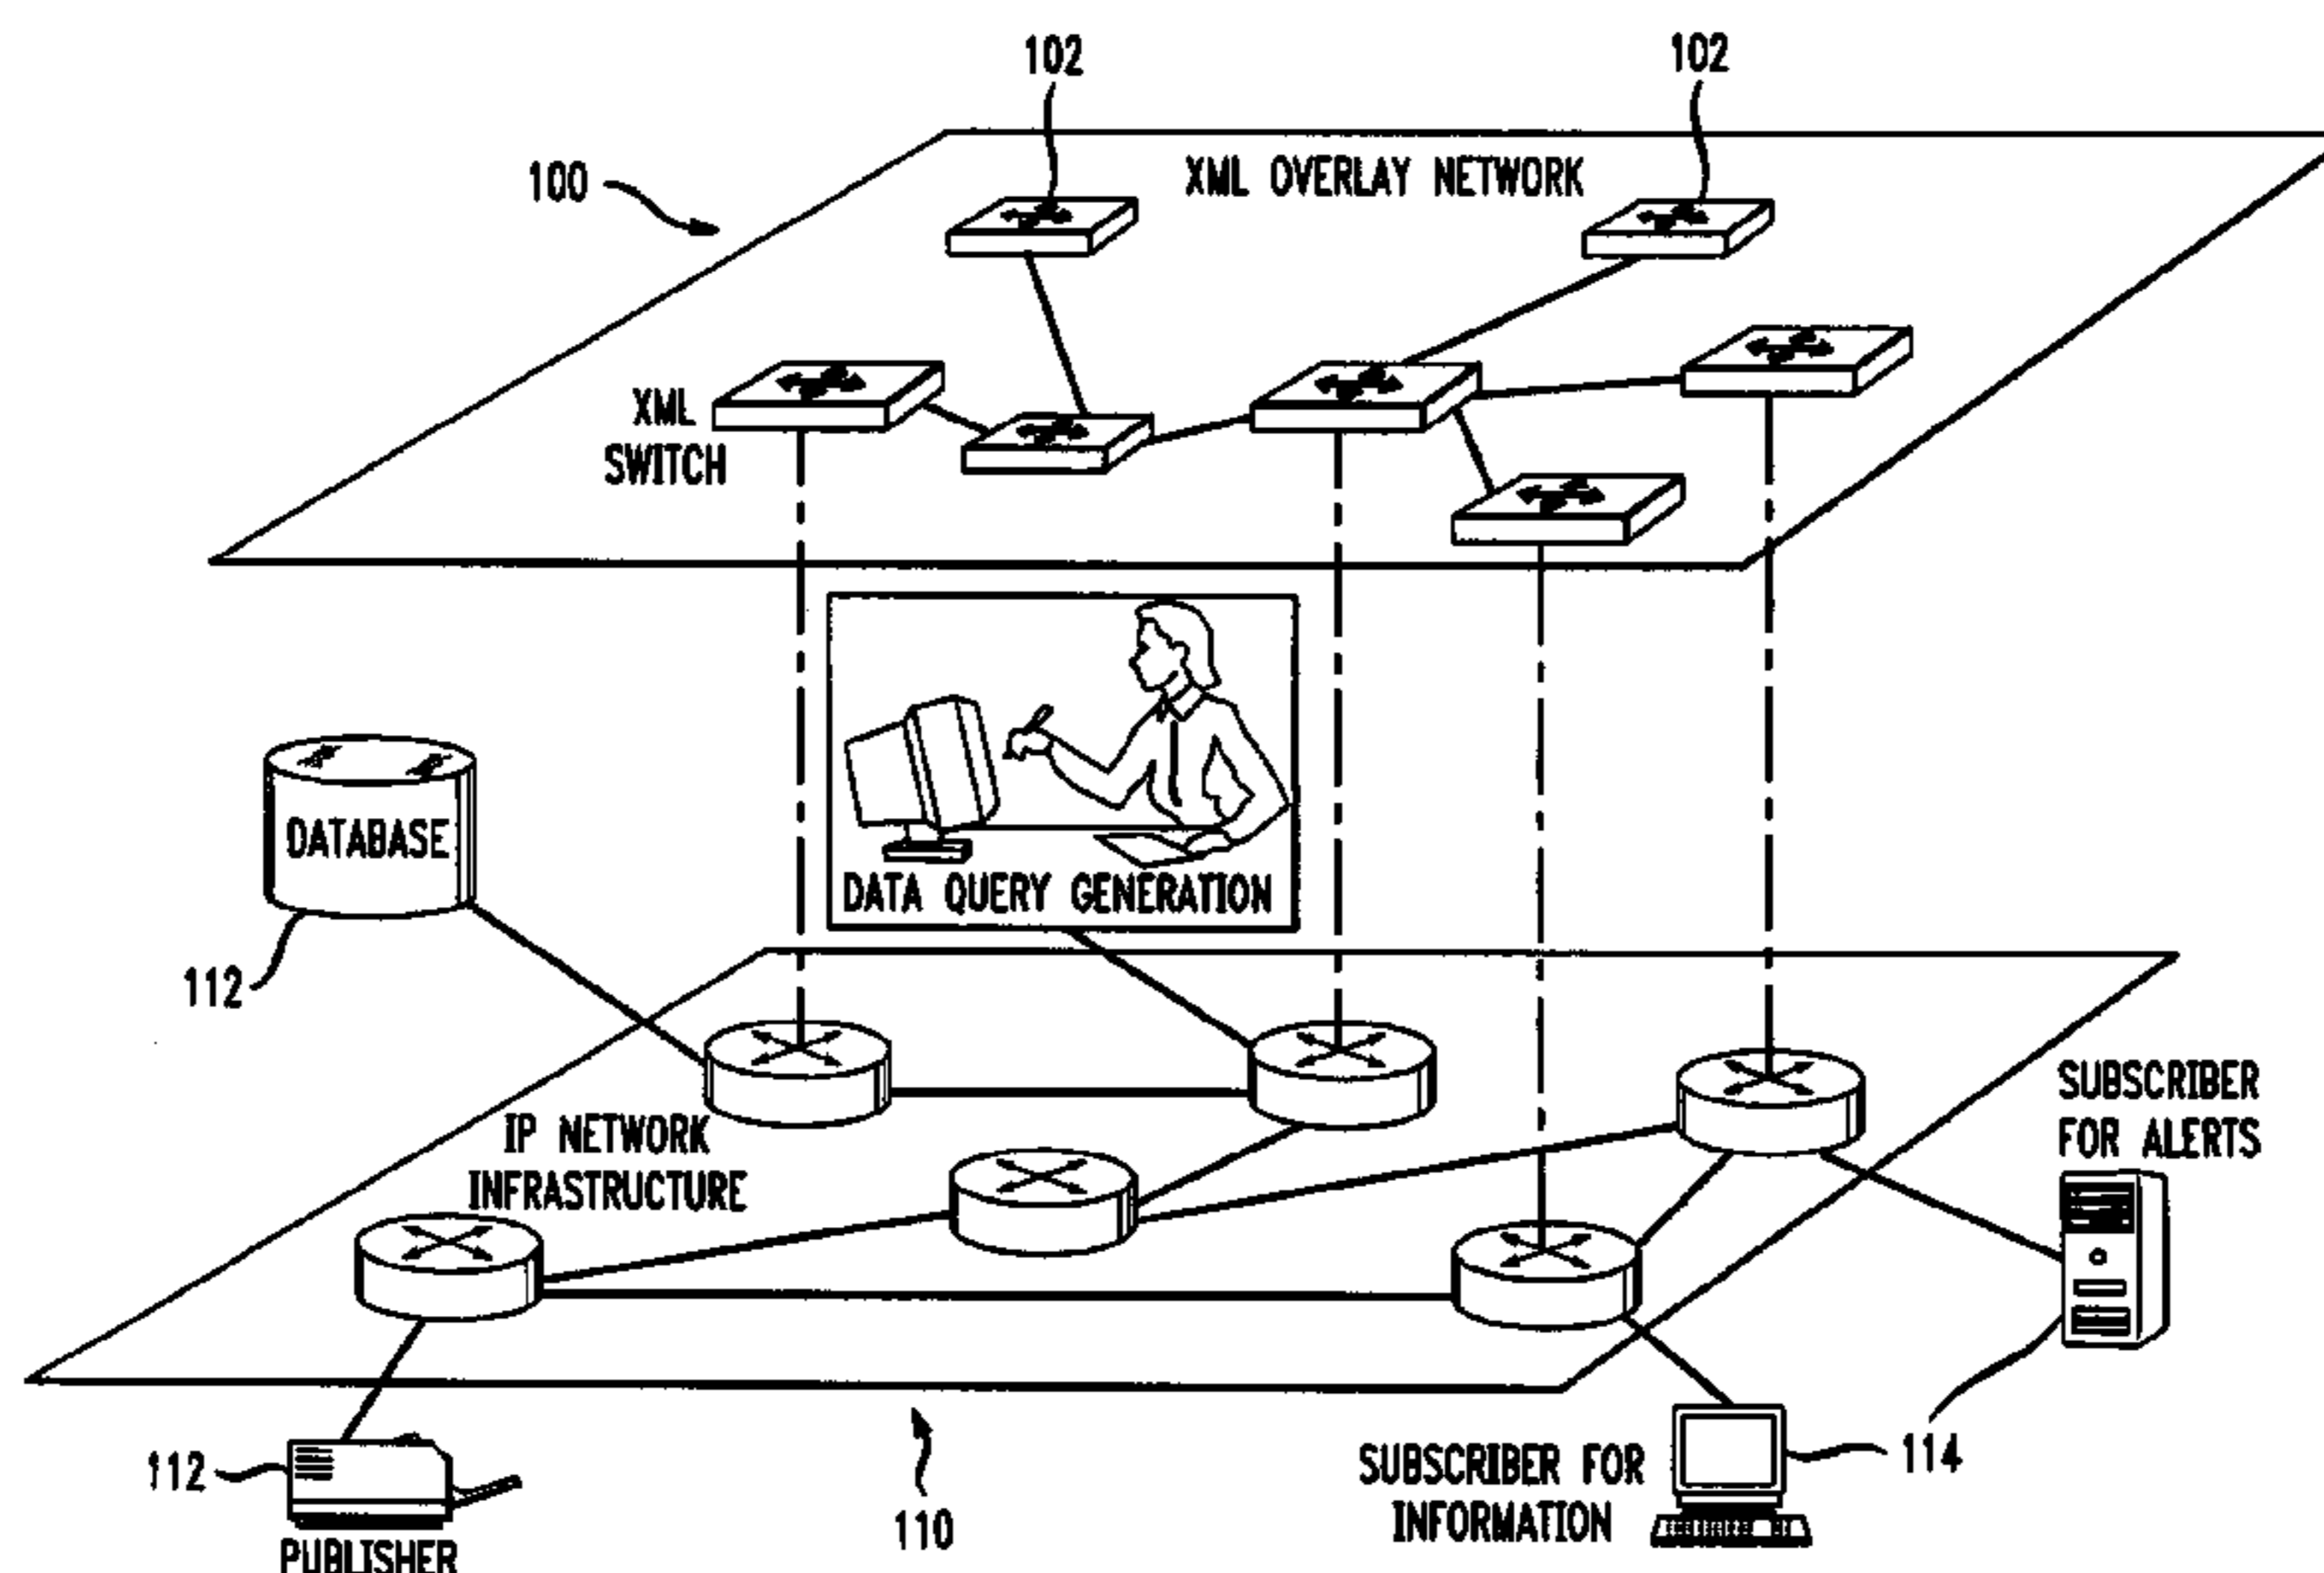 102
102
100
XML OVERLAY NETWORK
XML
SWITCH
DATABASE
DATA QUERY GENERATION
112
SUBSCRIBER
FOR ALERTS
IP NETWORK
INFRASTRUCTURE
112
PUBLISHER
110
SUBSCRIBER FOR
INFORMATION
114